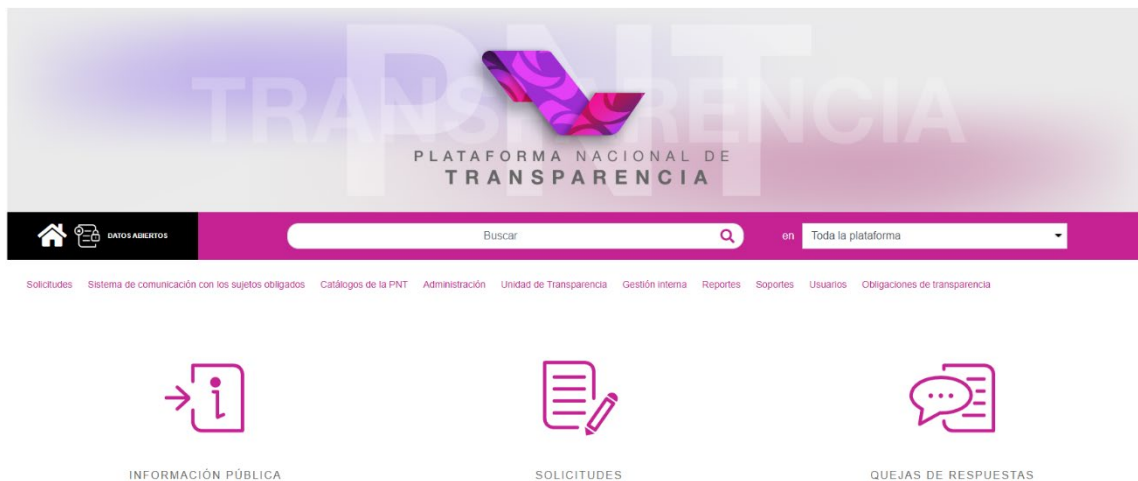 PNT
TRANSPARENCIA
PLATAFORMA NACIONAL DE
TRANSPARENCIA
DATOS ABIERTOS
Buscar
en
Toda la plataforma
Solicitudes Sistema de comunicación con los sujetos obligados Catálogos de la PNT Administración Unidad de Transparencia Gestión interna Reportes Soportes Usuarios Obligaciones de transparencia
INFORMACIÓN PÚBLICA
SOLICITUDES
QUEJAS DE RESPUESTAS